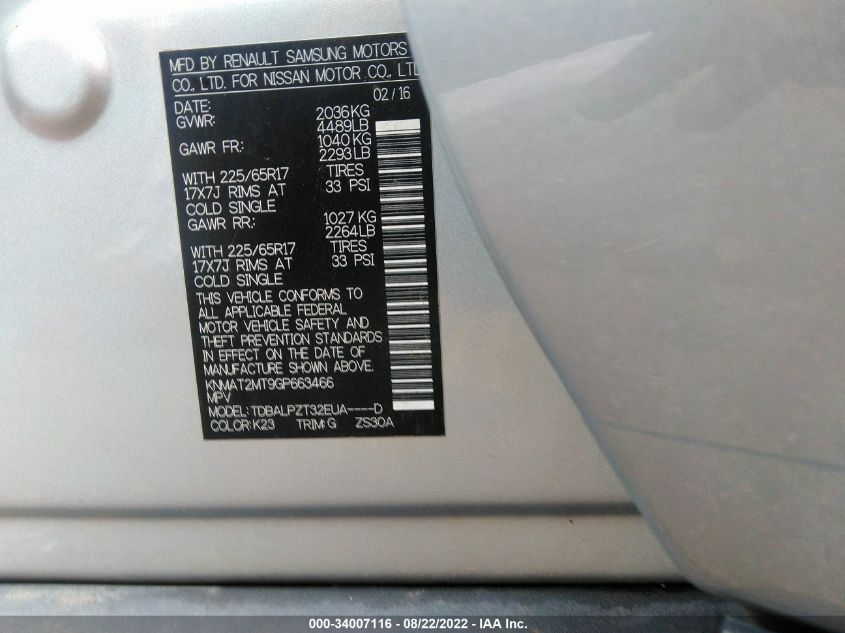 MFD BY RENAULT SAMSUNG MOTORS
CO., LTD. FOR NISSAN MOTOR CO., LTD
DATE: 02/16
GVWR: 2036KG
4489LB
GAWR FR: 1040 KG
2293LB
WITH 225/65R17 TIRES
17X7J RIMS AT 33 PSI
COLD SINGLE
GAWR RR: 1027 KG
2264LB
WITH 225/65R17 TIRES
17X7J RIMS AT 33 PSI
COLD SINGLE
THIS VEHICLE CONFORMS TO
ALL APPLICABLE FEDERAL
MOTOR VEHICLE SAFETY AND
THEFT PREVENTION STANDARDS
IN EFFECT ON THE DATE OF
MANUFACTURE SHOWN ABOVE.
KNMAT2MT9GP663466
MPV
MODEL: TDBALPZT32EUA----D
COLOR: K23 TRIM: G ZS30A
000-34007116 - 08/22/2022 - IAA Inc.